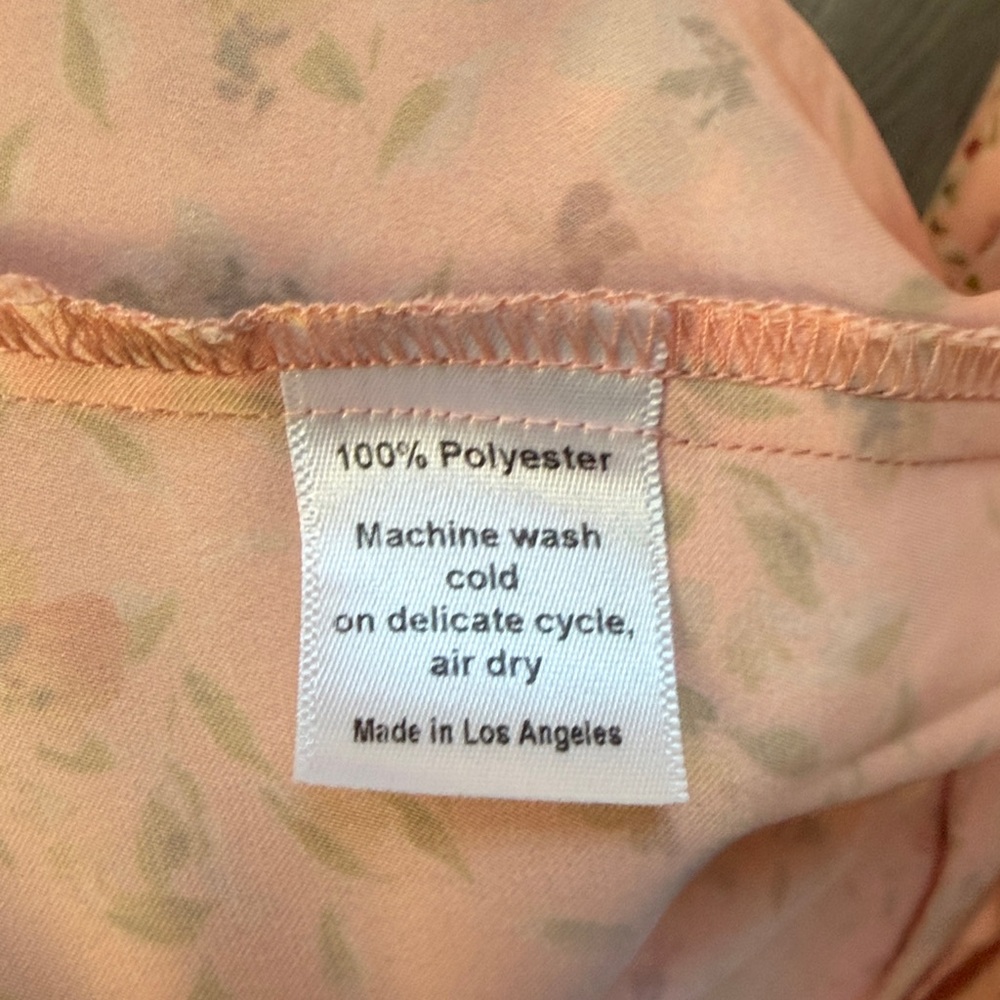 100% Polyester
Machine wash
cold
on delicate cycle,
air dry
Made in Los Angeles